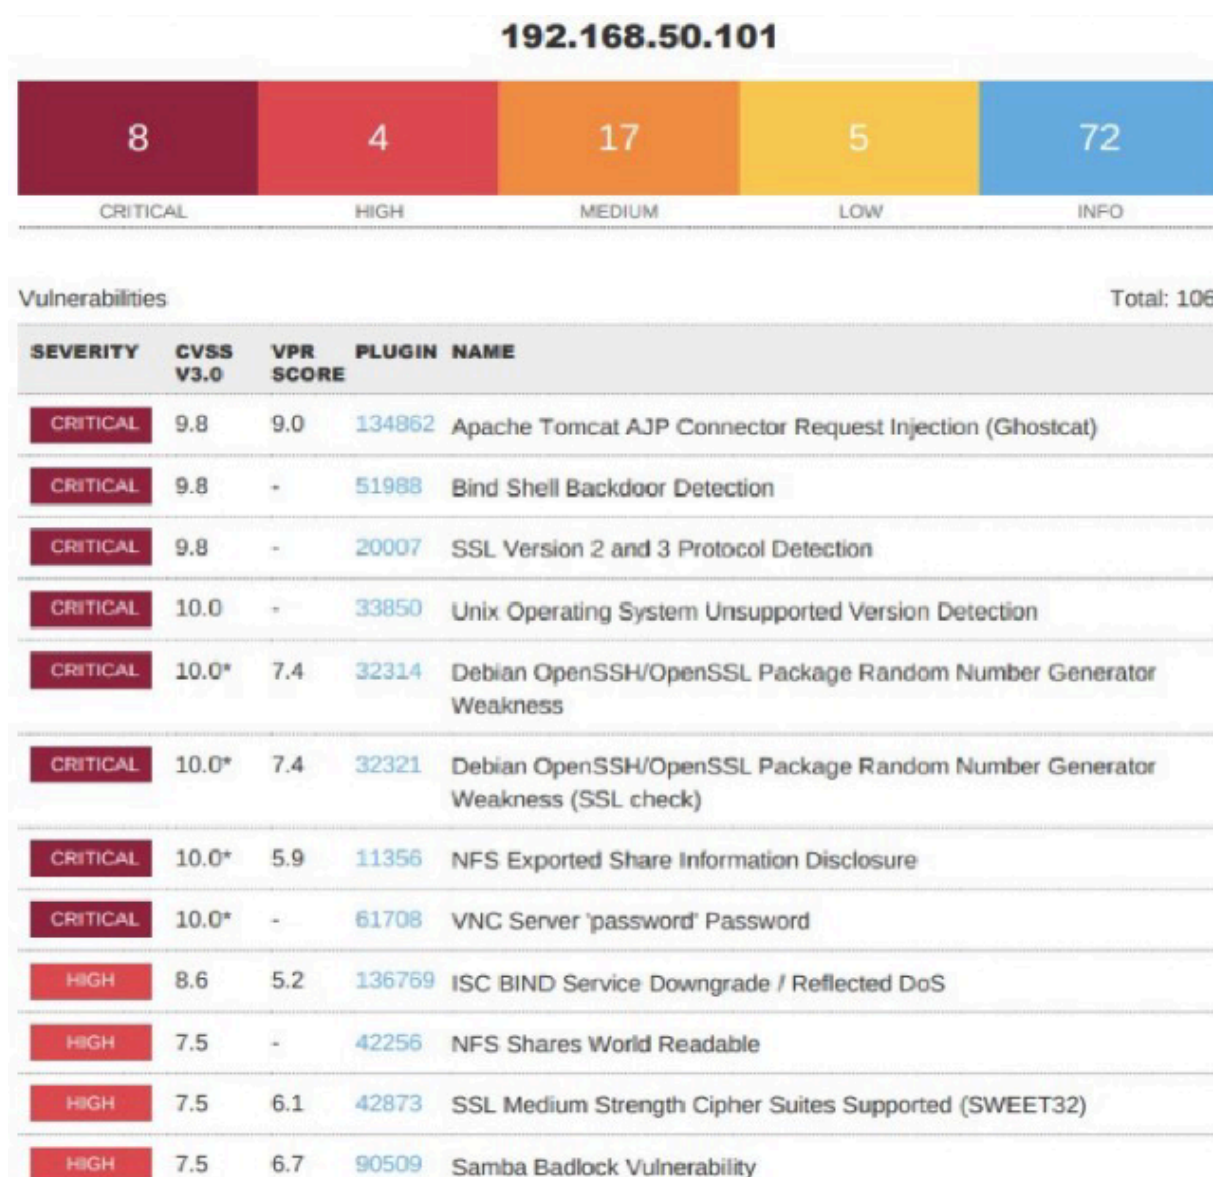 192.168.50.101
8 4 17 5 72
CRITICAL HIGH MEDIUM LOW INFO
Vulnerabilities Total: 106
SEVERITY CVSS V3.0 VPR SCORE PLUGIN NAME
CRITICAL 9.8 9.0 134862 Apache Tomcat AJP Connector Request Injection (Ghostcat)
CRITICAL 9.8 - 51988 Bind Shell Backdoor Detection
CRITICAL 9.8 - 20007 SSL Version 2 and 3 Protocol Detection
CRITICAL 10.0 - 33850 Unix Operating System Unsupported Version Detection
CRITICAL 10.0* 7.4 32314 Debian OpenSSH/OpenSSL Package Random Number Generator
Weakness
CRITICAL 10.0* 7.4 32321 Debian OpenSSH/OpenSSL Package Random Number Generator
Weakness (SSL check)
CRITICAL 10.0* 5.9 11356 NFS Exported Share Information Disclosure
CRITICAL 10.0* - 61708 VNC Server 'password' Password
HIGH 8.6 5.2 136769 ISC BIND Service Downgrade / Reflected DoS
HIGH 7.5 - 42256 NFS Shares World Readable
HIGH 7.5 6.1 42873 SSL Medium Strength Cipher Suites Supported (SWEET32)
HIGH 7.5 6.7 90509 Samba Badlock Vulnerability